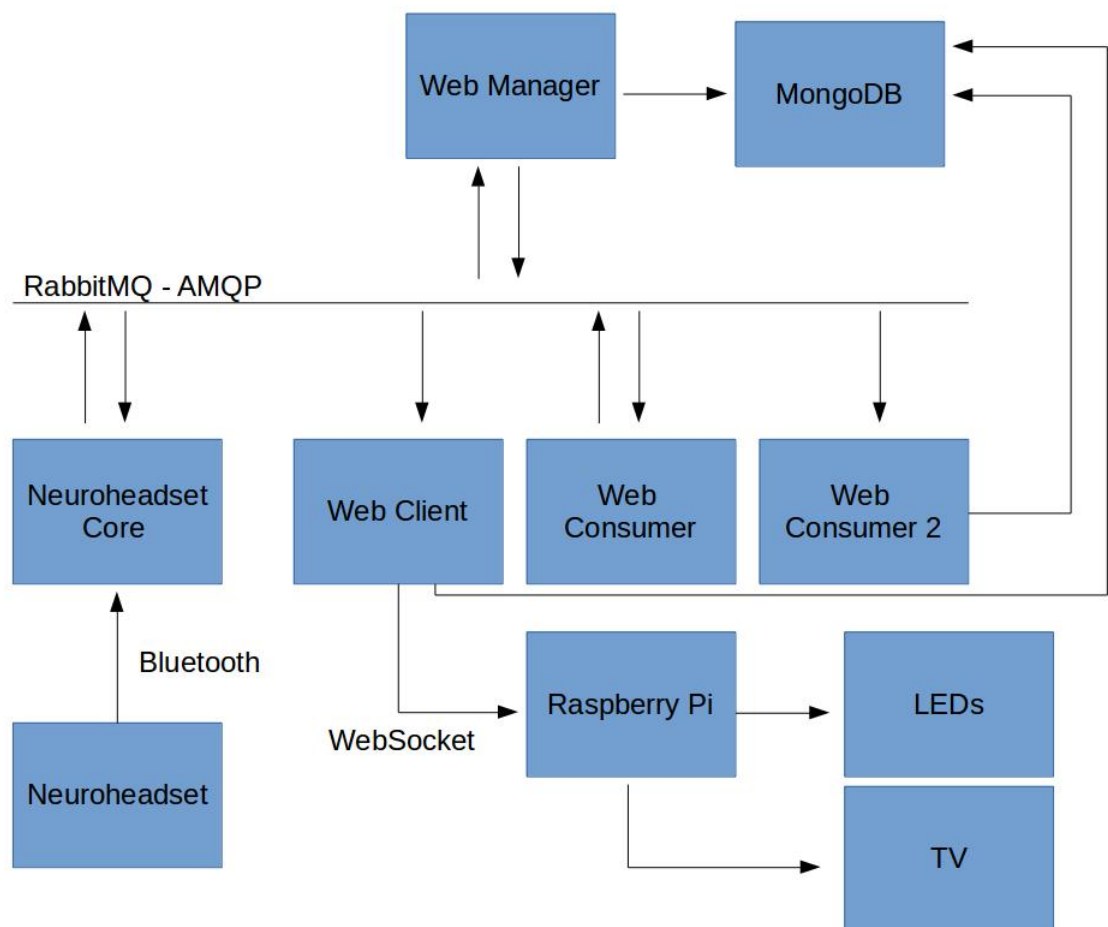 Web Manager
MongoDB
RabbitMQ - AMQP
Neuroheadset
Core
Web Client
Web
Consumer
Web
Consumer 2
Bluetooth
Raspberry Pi
LEDs
WebSocket
Neuroheadset
TV